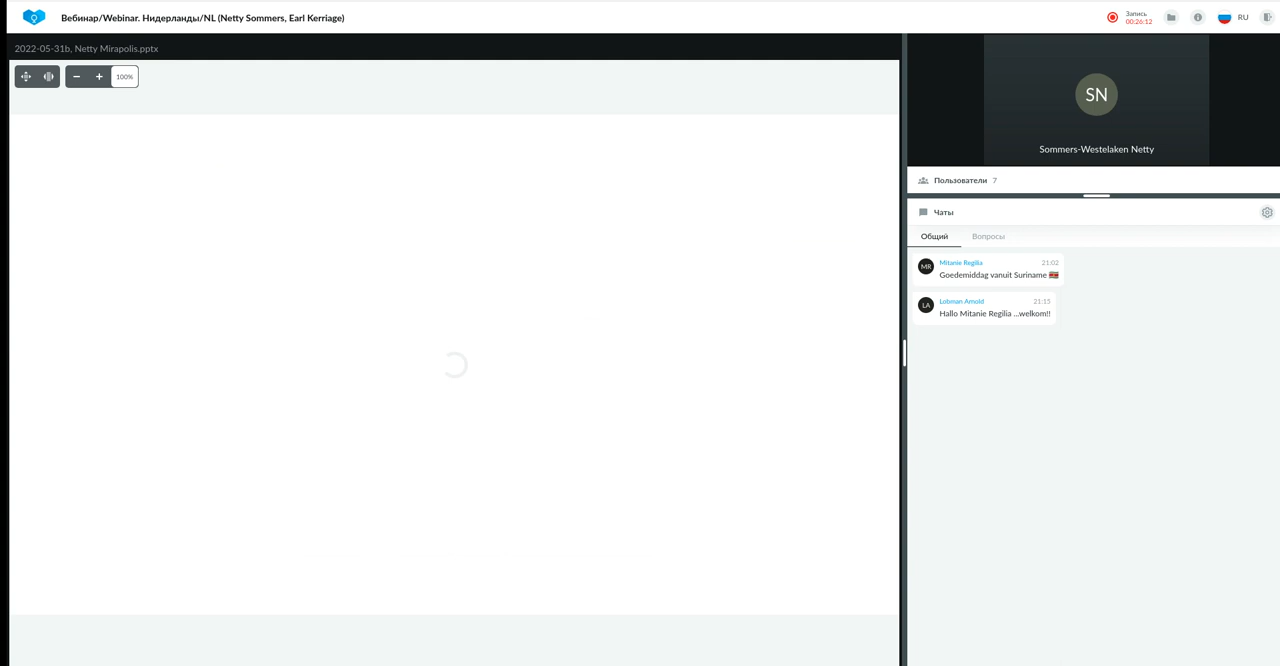 Вебинар/Webinar. Нидерланды/NL (Netty Sommers, Earl Kerriage)
Запись
00:26:12
RU
2022-05-31b, Netty Mirapolis.pptx
100%
SN
Sommers-Westelaken Netty
Пользователи 7
Чаты
Общий Вопросы
MR Mitanie Regilia 21:02
Goedemiddag vanuit Suriname 🇸🇷
LA Lobman Arnold 21:15
Hallo Mitanie Regilia ...welkom!!